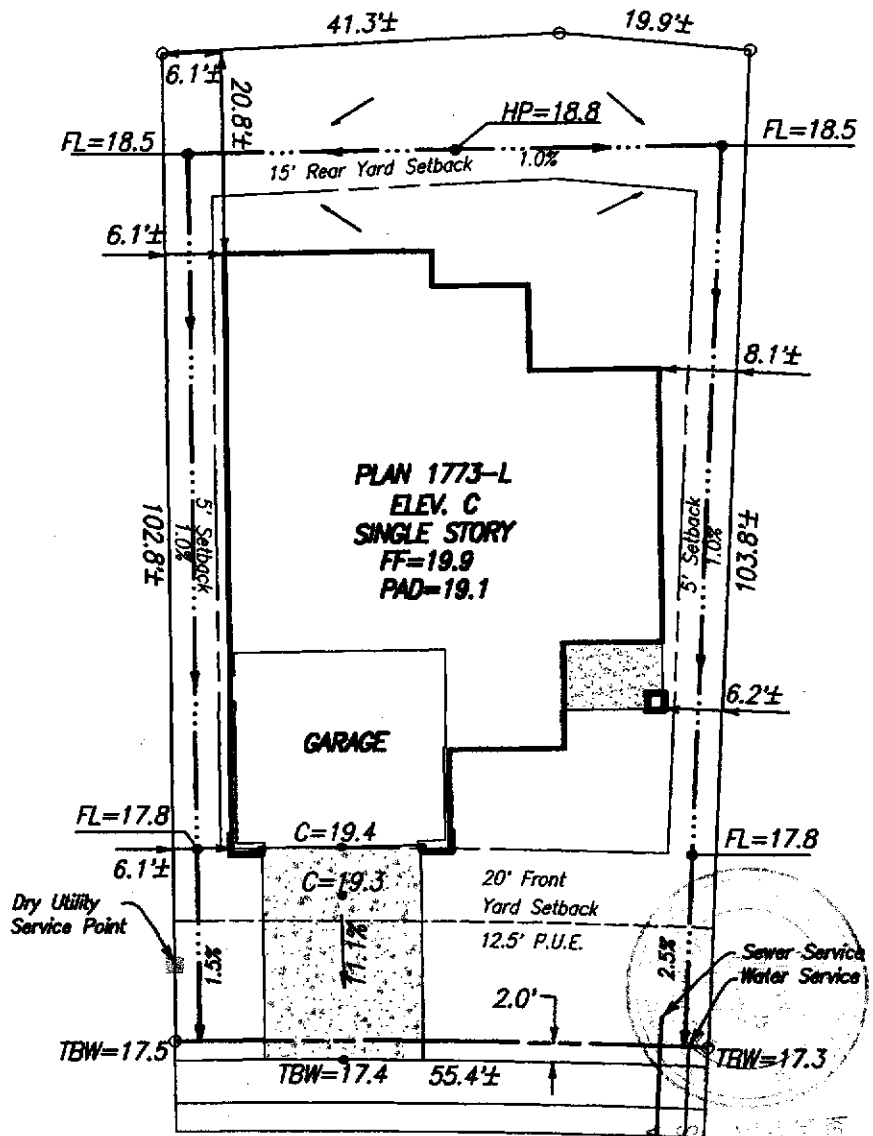 41.3'±
19.9'±
6.1'±
20.8'±
HP=18.8
FL=18.5
FL=18.5
15' Rear Yard Setback
1.0%
6.1'±
8.1'±
PLAN 1773-L
ELEV. C
SINGLE STORY
FF=19.9
PAD=19.1
102.8'±
5' Setback
1.0%
5' Setback
1.0%
103.8'±
6.2'±
GARAGE
FL=17.8
C=19.4
FL=17.8
6.1'±
C=19.3
20' Front
Yard Setback
Dry Utility
Service Point
12.5' P.U.E.
1.5%
11.1%
2.5%
Sewer Service
Water Service
2.0'
TBW=17.5
TBW=17.3
TBW=17.4
55.4'±